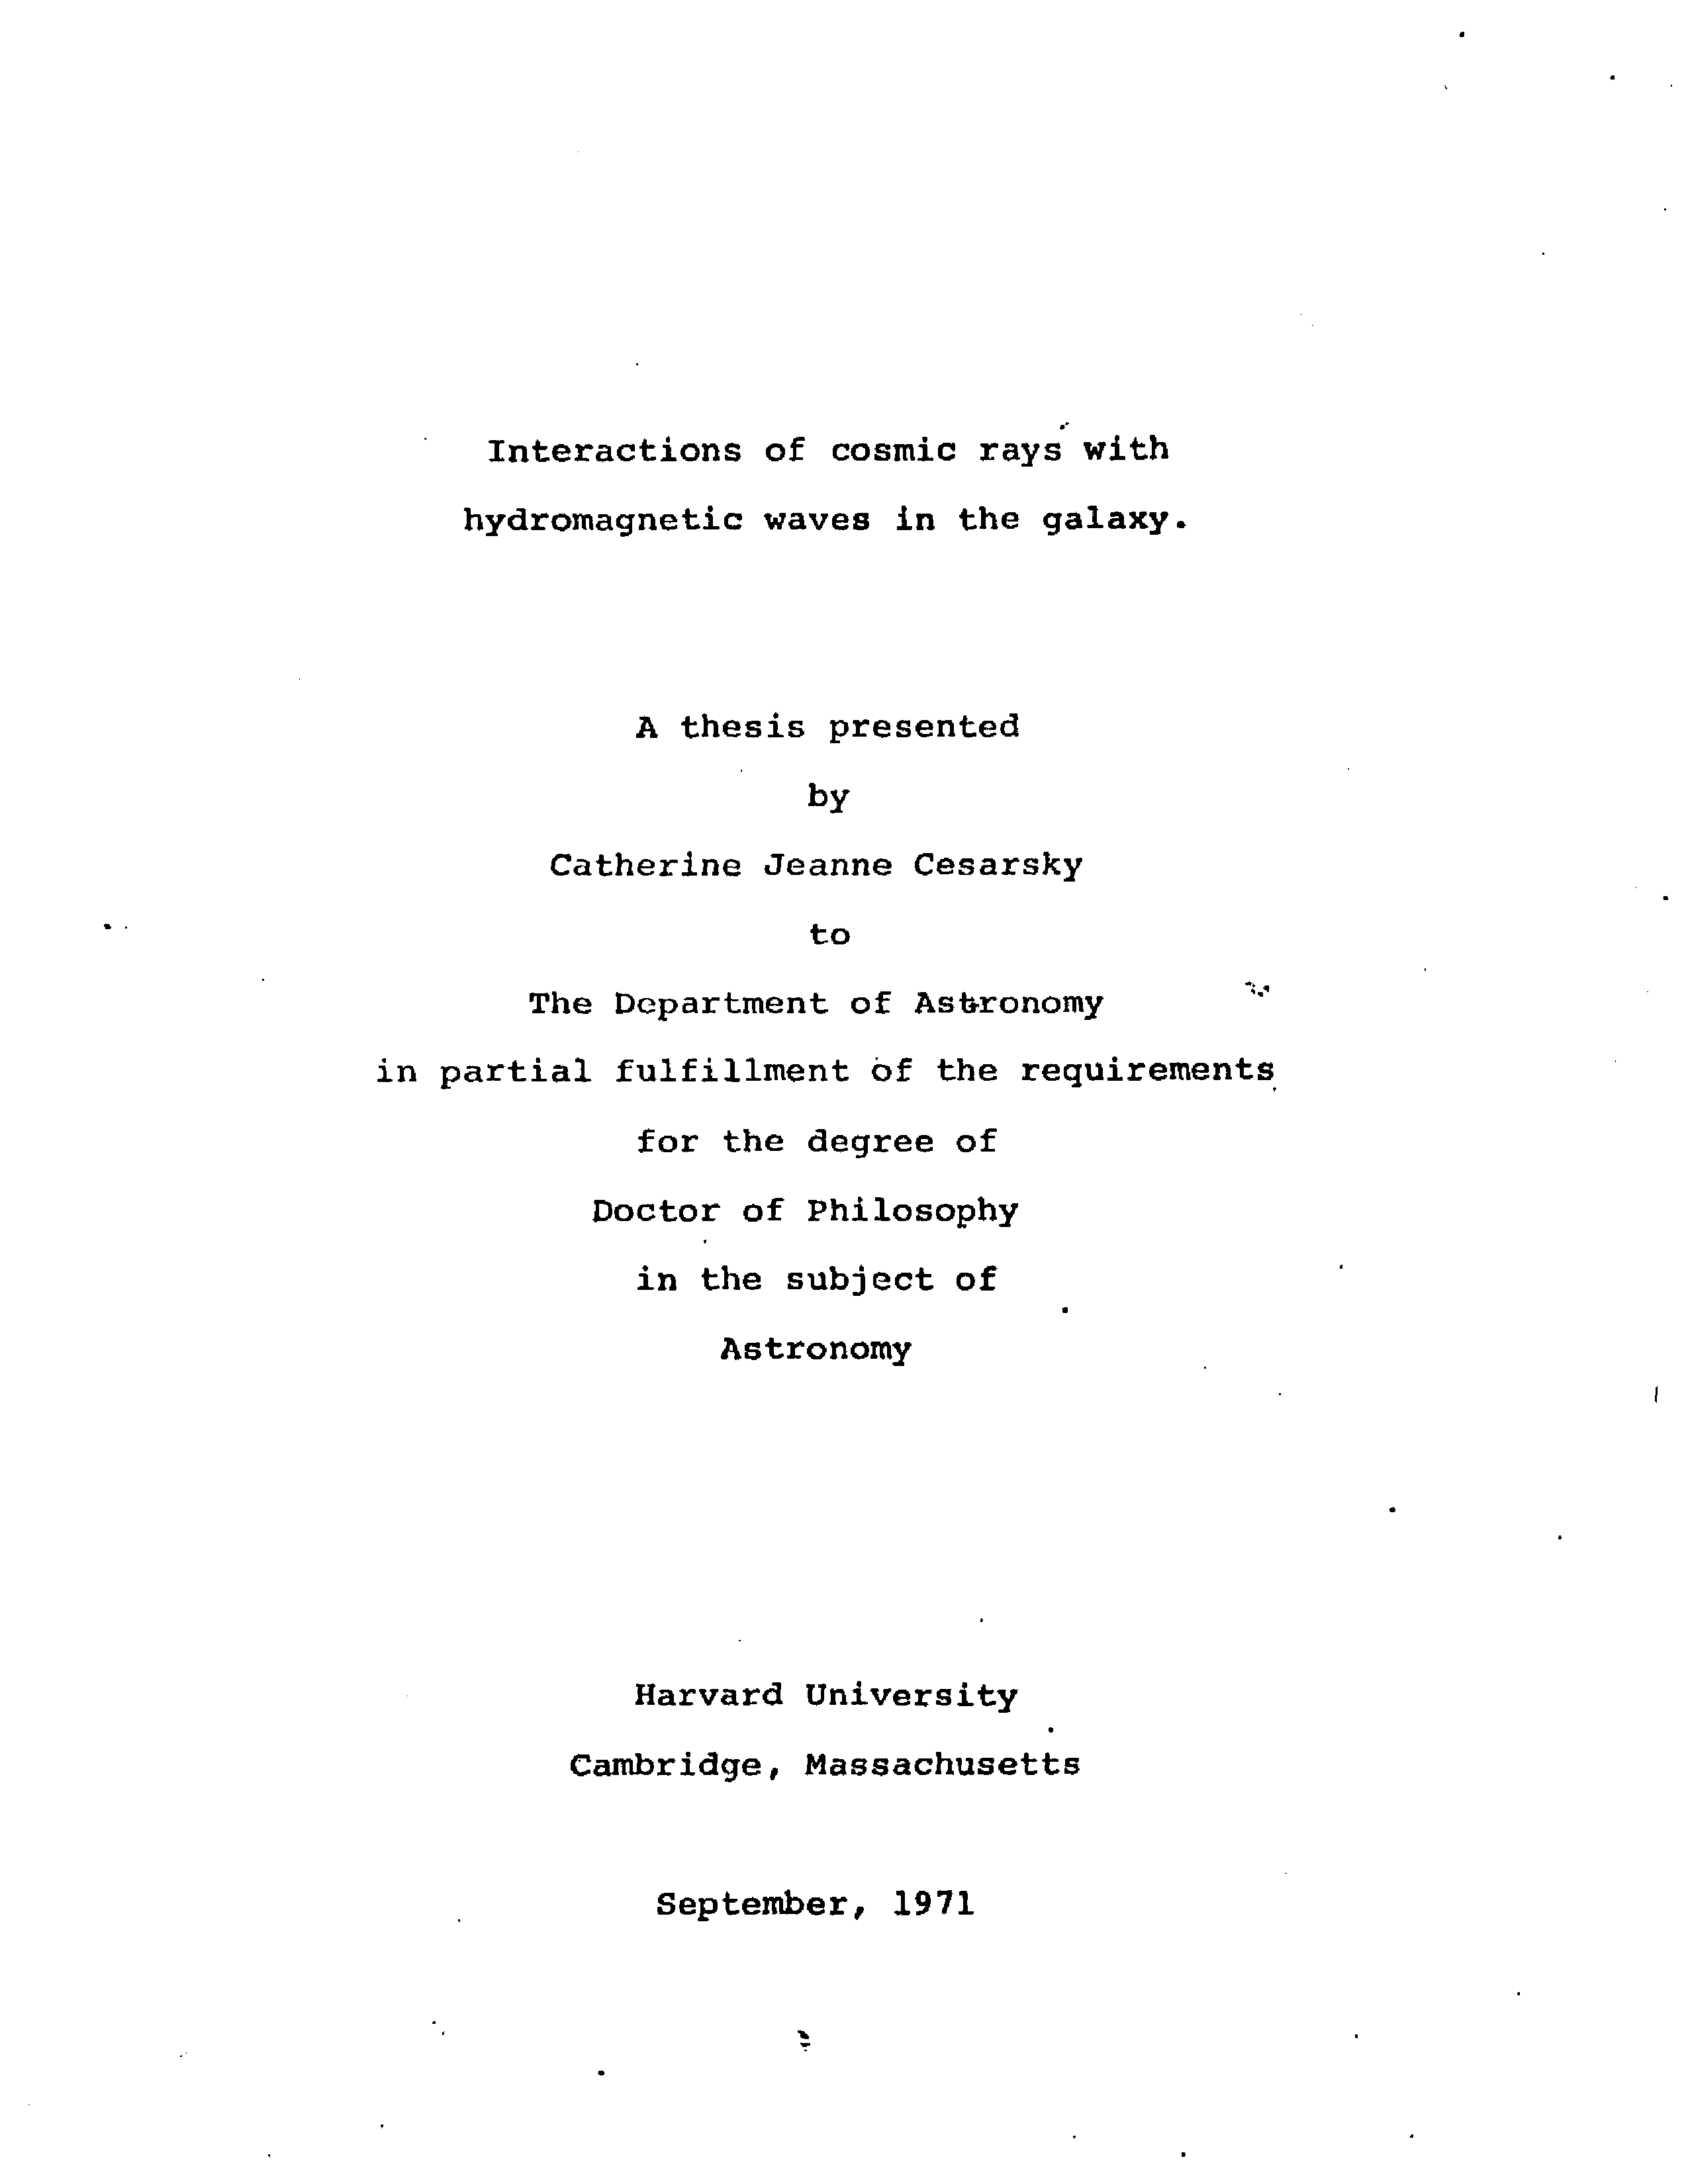 Interactions of cosmic rays with
hydromagnetic waves in the galaxy.
A thesis presented
by
Catherine Jeanne Cesarsky
to
The Department of Astronomy
in partial fulfillment of the requirements
for the degree of
Doctor of Philosophy
in the subject of
Astronomy
Harvard University
Cambridge, Massachusetts
September, 1971